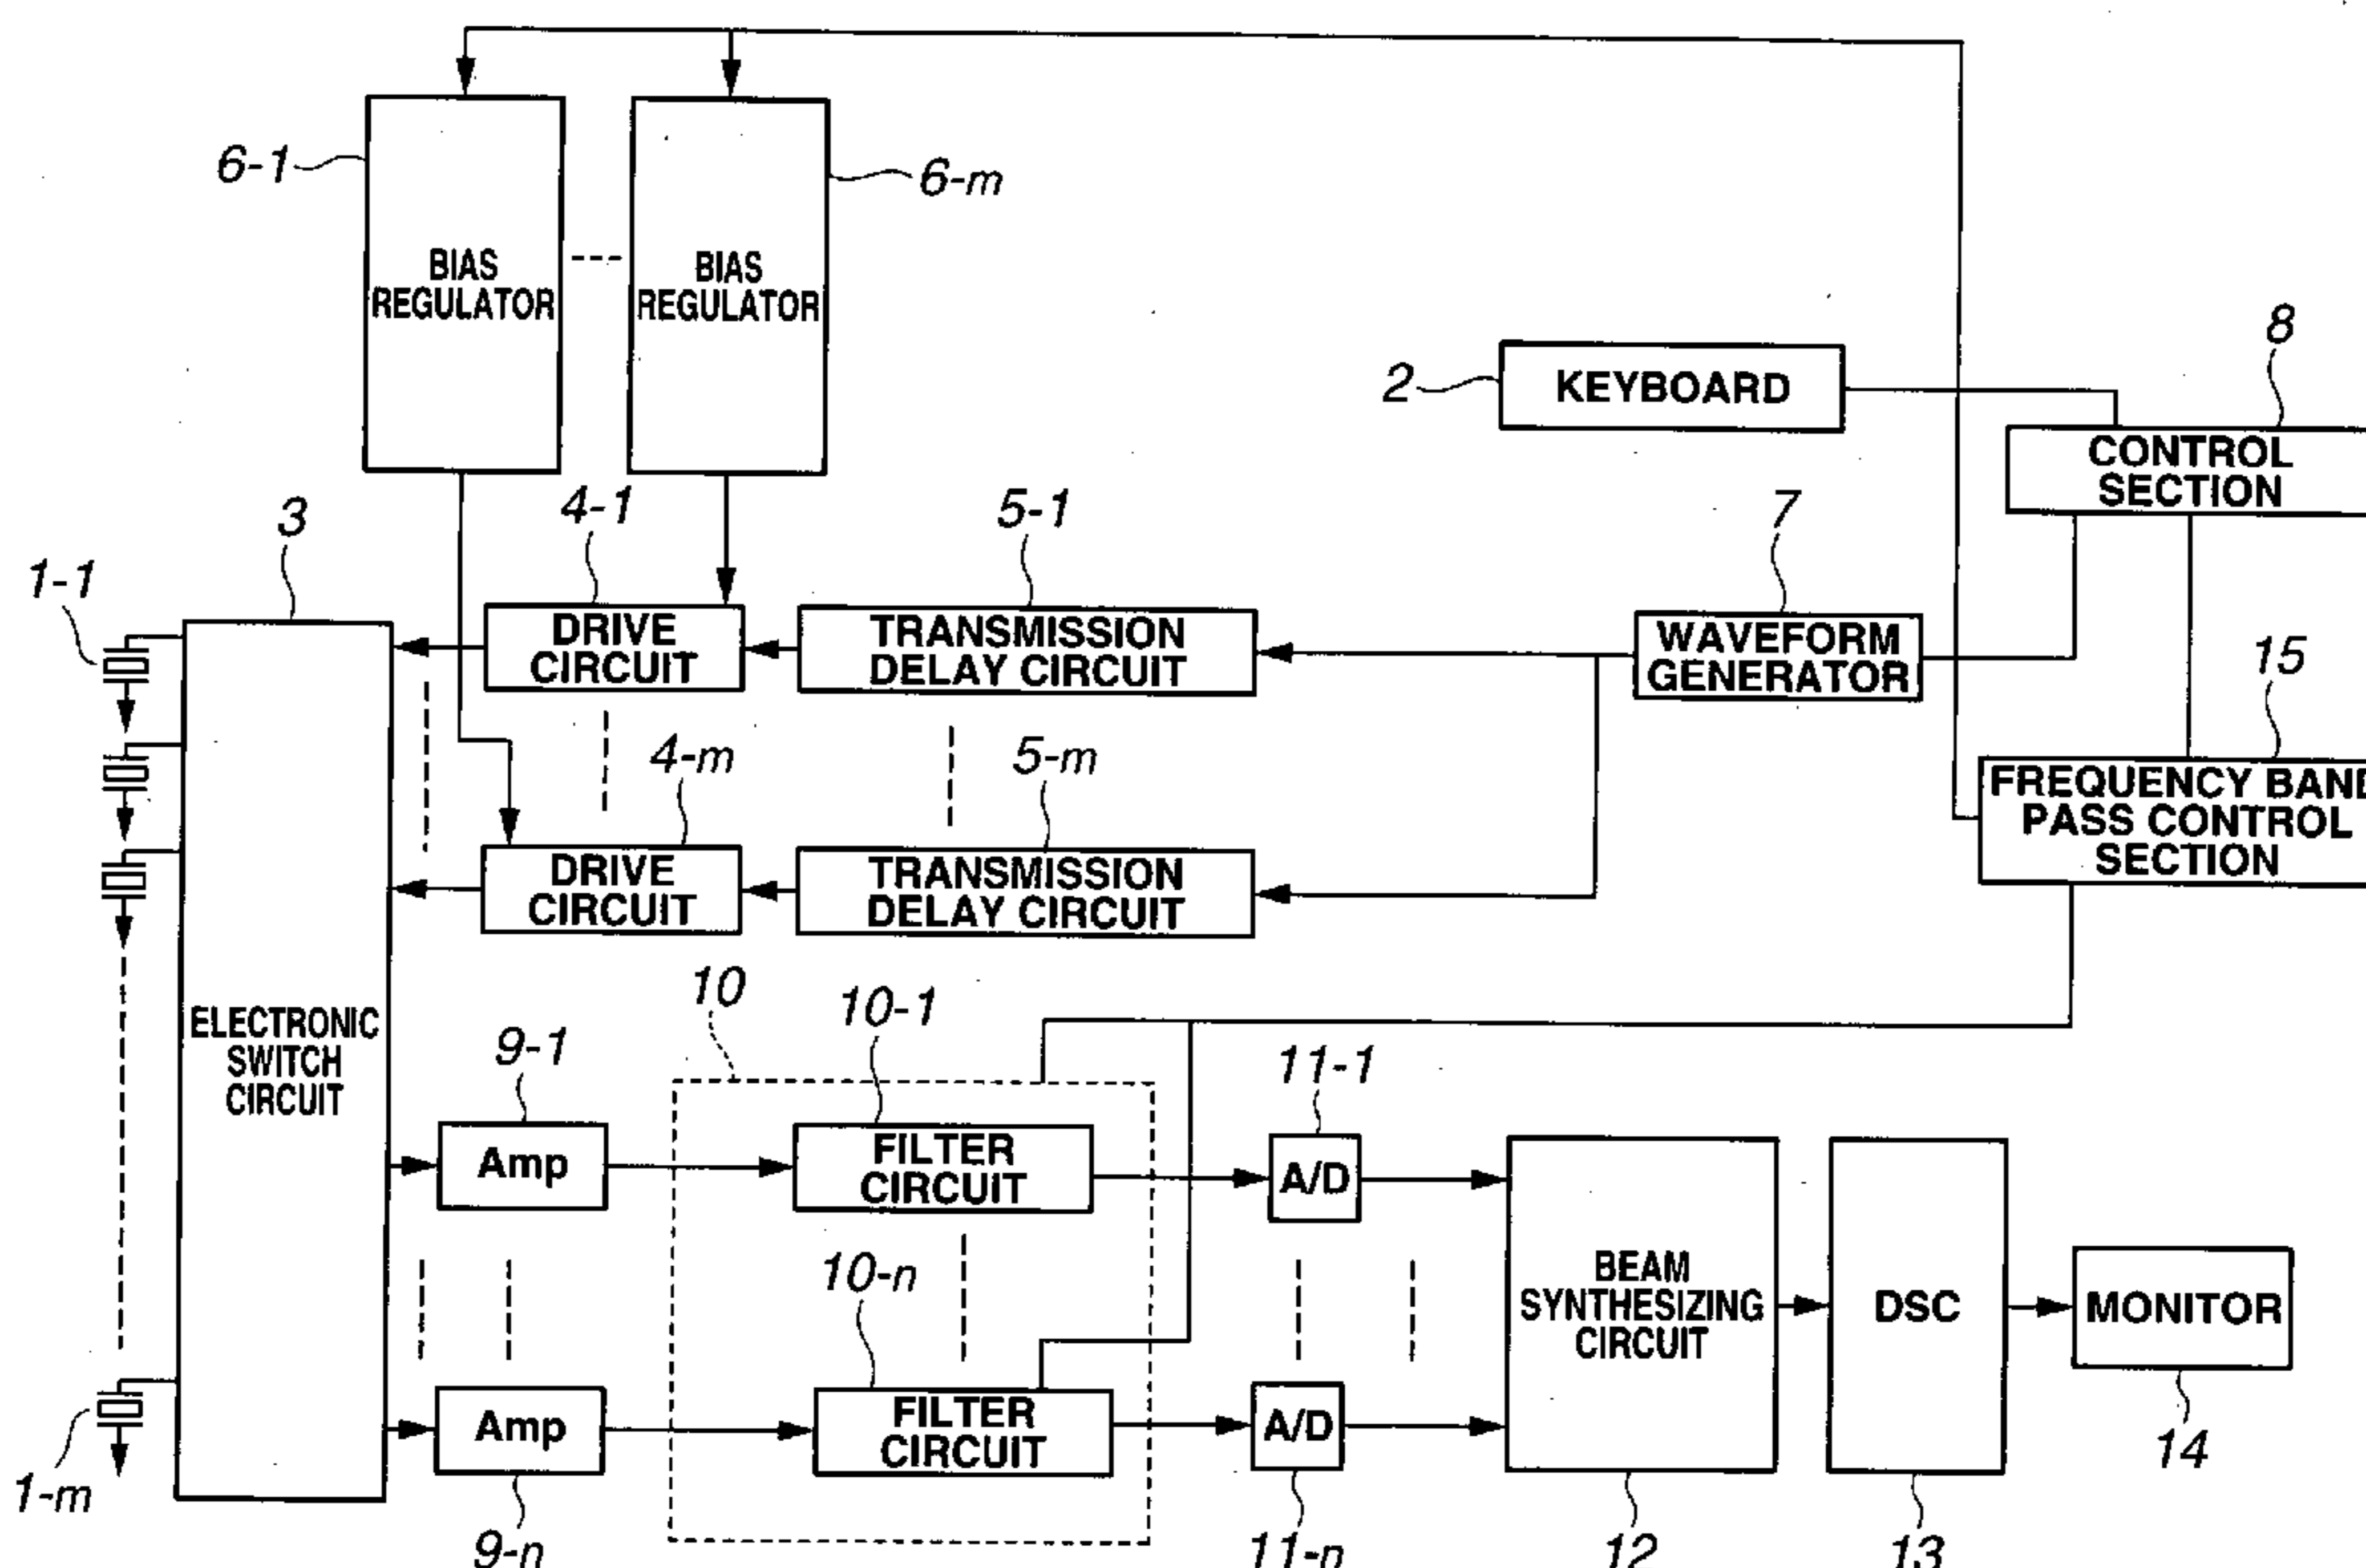 6-1
BIAS
REGULATOR
BIAS
REGULATOR
6-m
2
KEYBOARD
8
CONTROL
SECTION
3
4-1
5-1
7
1-1
DRIVE
CIRCUIT
TRANSMISSION
DELAY CIRCUIT
WAVEFORM
GENERATOR
15
4-m
5-m
FREQUENCY BAND
PASS CONTROL
SECTION
DRIVE
CIRCUIT
TRANSMISSION
DELAY CIRCUIT
10
10-1
ELECTRONIC
SWITCH
CIRCUIT
9-1
11-1
Amp
FILTER
CIRCUIT
A/D
10-n
BEAM
SYNTHESIZING
CIRCUIT
DSC
MONITOR
Amp
FILTER
CIRCUIT
A/D
14
1-m
9-n
11-n
12
13